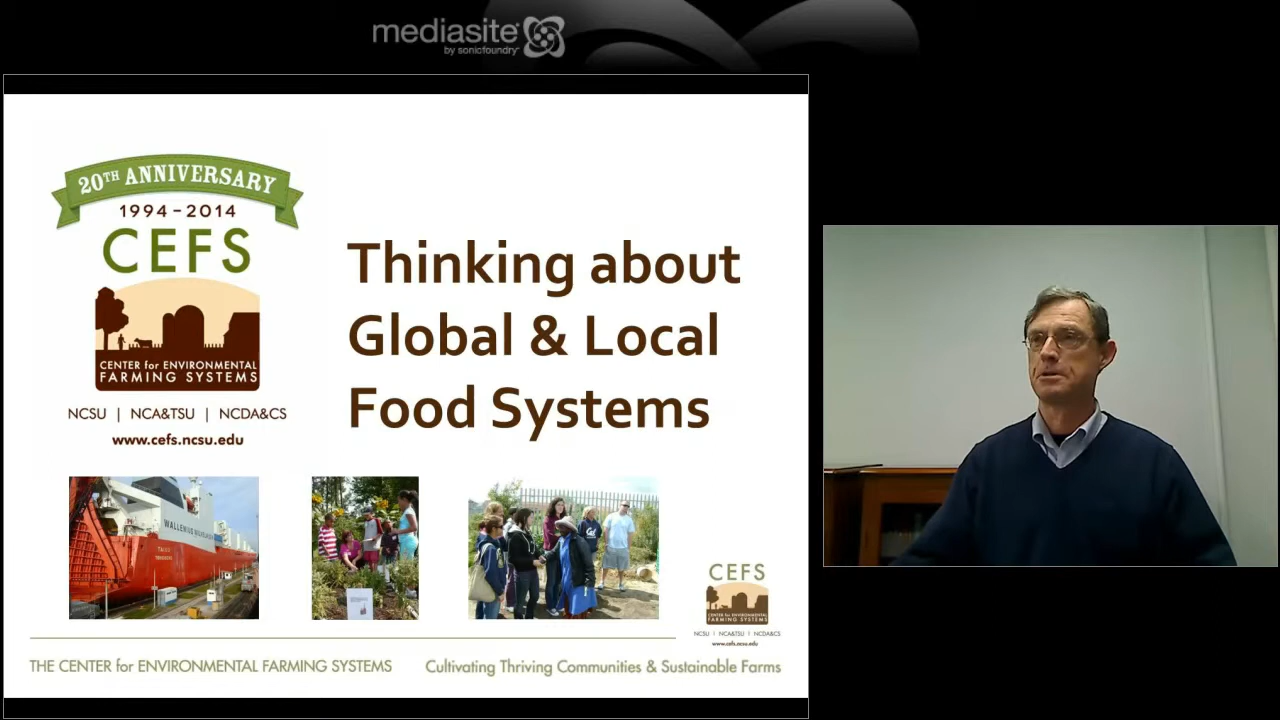 mediasite
by sonicfoundry
20TH ANNIVERSARY
1994 – 2014
CEFS
CENTER for ENVIRONMENTAL
FARMING SYSTEMS
NCSU | NCA&TSU | NCDA&CS
www.cefs.ncsu.edu
Thinking about
Global & Local
Food Systems
CEFS
CENTER for ENVIRONMENTAL
FARMING SYSTEMS
NCSU | NCA&TSU | NCDA&CS
www.cefs.ncsu.edu
THE CENTER for ENVIRONMENTAL FARMING SYSTEMS
Cultivating Thriving Communities & Sustainable Farms